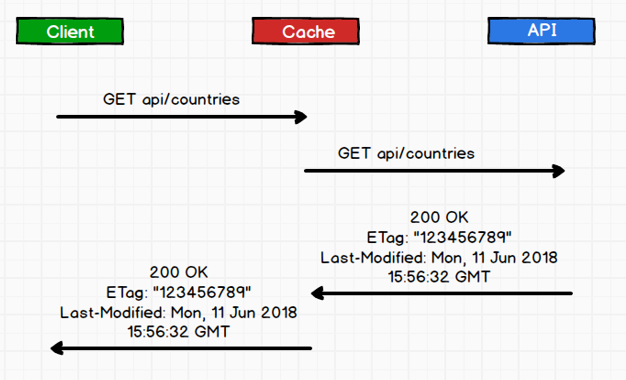 Client
Cache
API
GET api/countries
GET api/countries
200 OK
ETag: "123456789"
Last-Modified: Mon, 11 Jun 2018
15:56:32 GMT
200 OK
ETag: "123456789"
Last-Modified: Mon, 11 Jun 2018
15:56:32 GMT